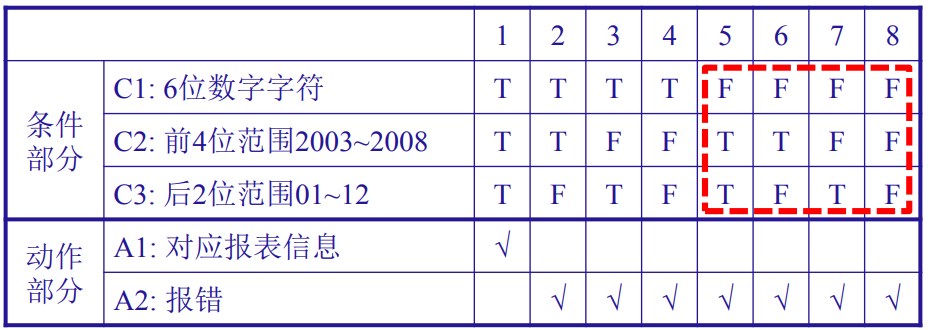 1 2 3 4 5 6 7 8
条件部分
C1: 6位数字字符 T T T T F F F F
C2: 前4位范围2003~2008 T T F F T T F F
C3: 后2位范围01~12 T F T F T F T F
动作部分
A1: 对应报表信息 √
A2: 报错 √ √ √ √ √ √ √